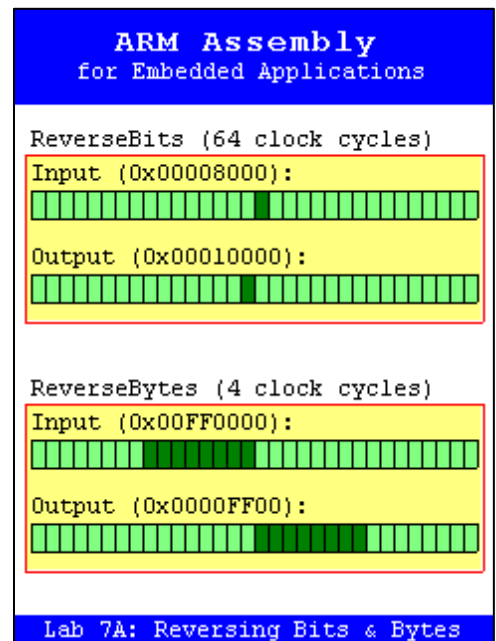 ARM Assembly
for Embedded Applications
ReverseBits (64 clock cycles)
Input (0x00008000):
Output (0x00010000):
ReverseBytes (4 clock cycles)
Input (0x00FF0000):
Output (0x0000FF00):
Lab 7A: Reversing Bits & Bytes